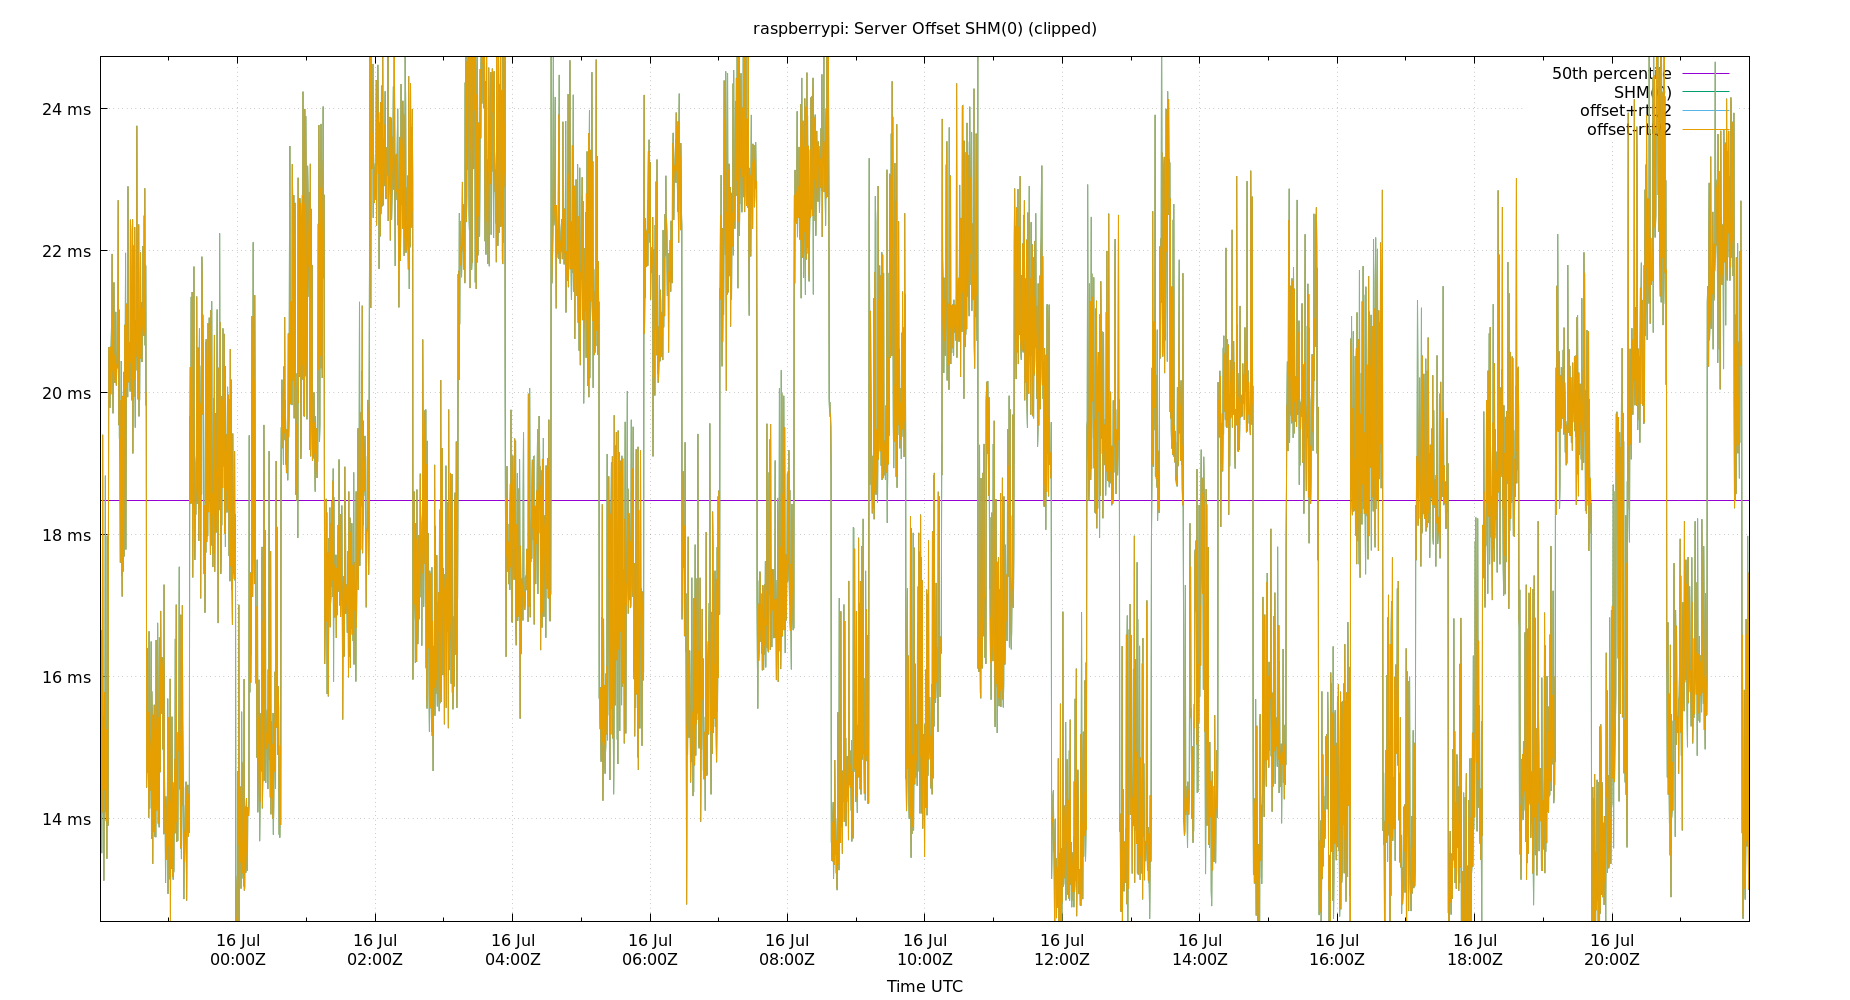 raspberrypi: Server Offset SHM(0) (clipped)
50th percentile
SHM(0)
offset+rtt/2
offset-rtt/2
24 ms
22 ms
20 ms
18 ms
16 ms
14 ms
16 Jul 16 Jul 16 Jul 16 Jul 16 Jul 16 Jul 16 Jul 16 Jul 16 Jul 16 Jul 16 Jul
00:00Z 02:00Z 04:00Z 06:00Z 08:00Z 10:00Z 12:00Z 14:00Z 16:00Z 18:00Z 20:00Z
Time UTC